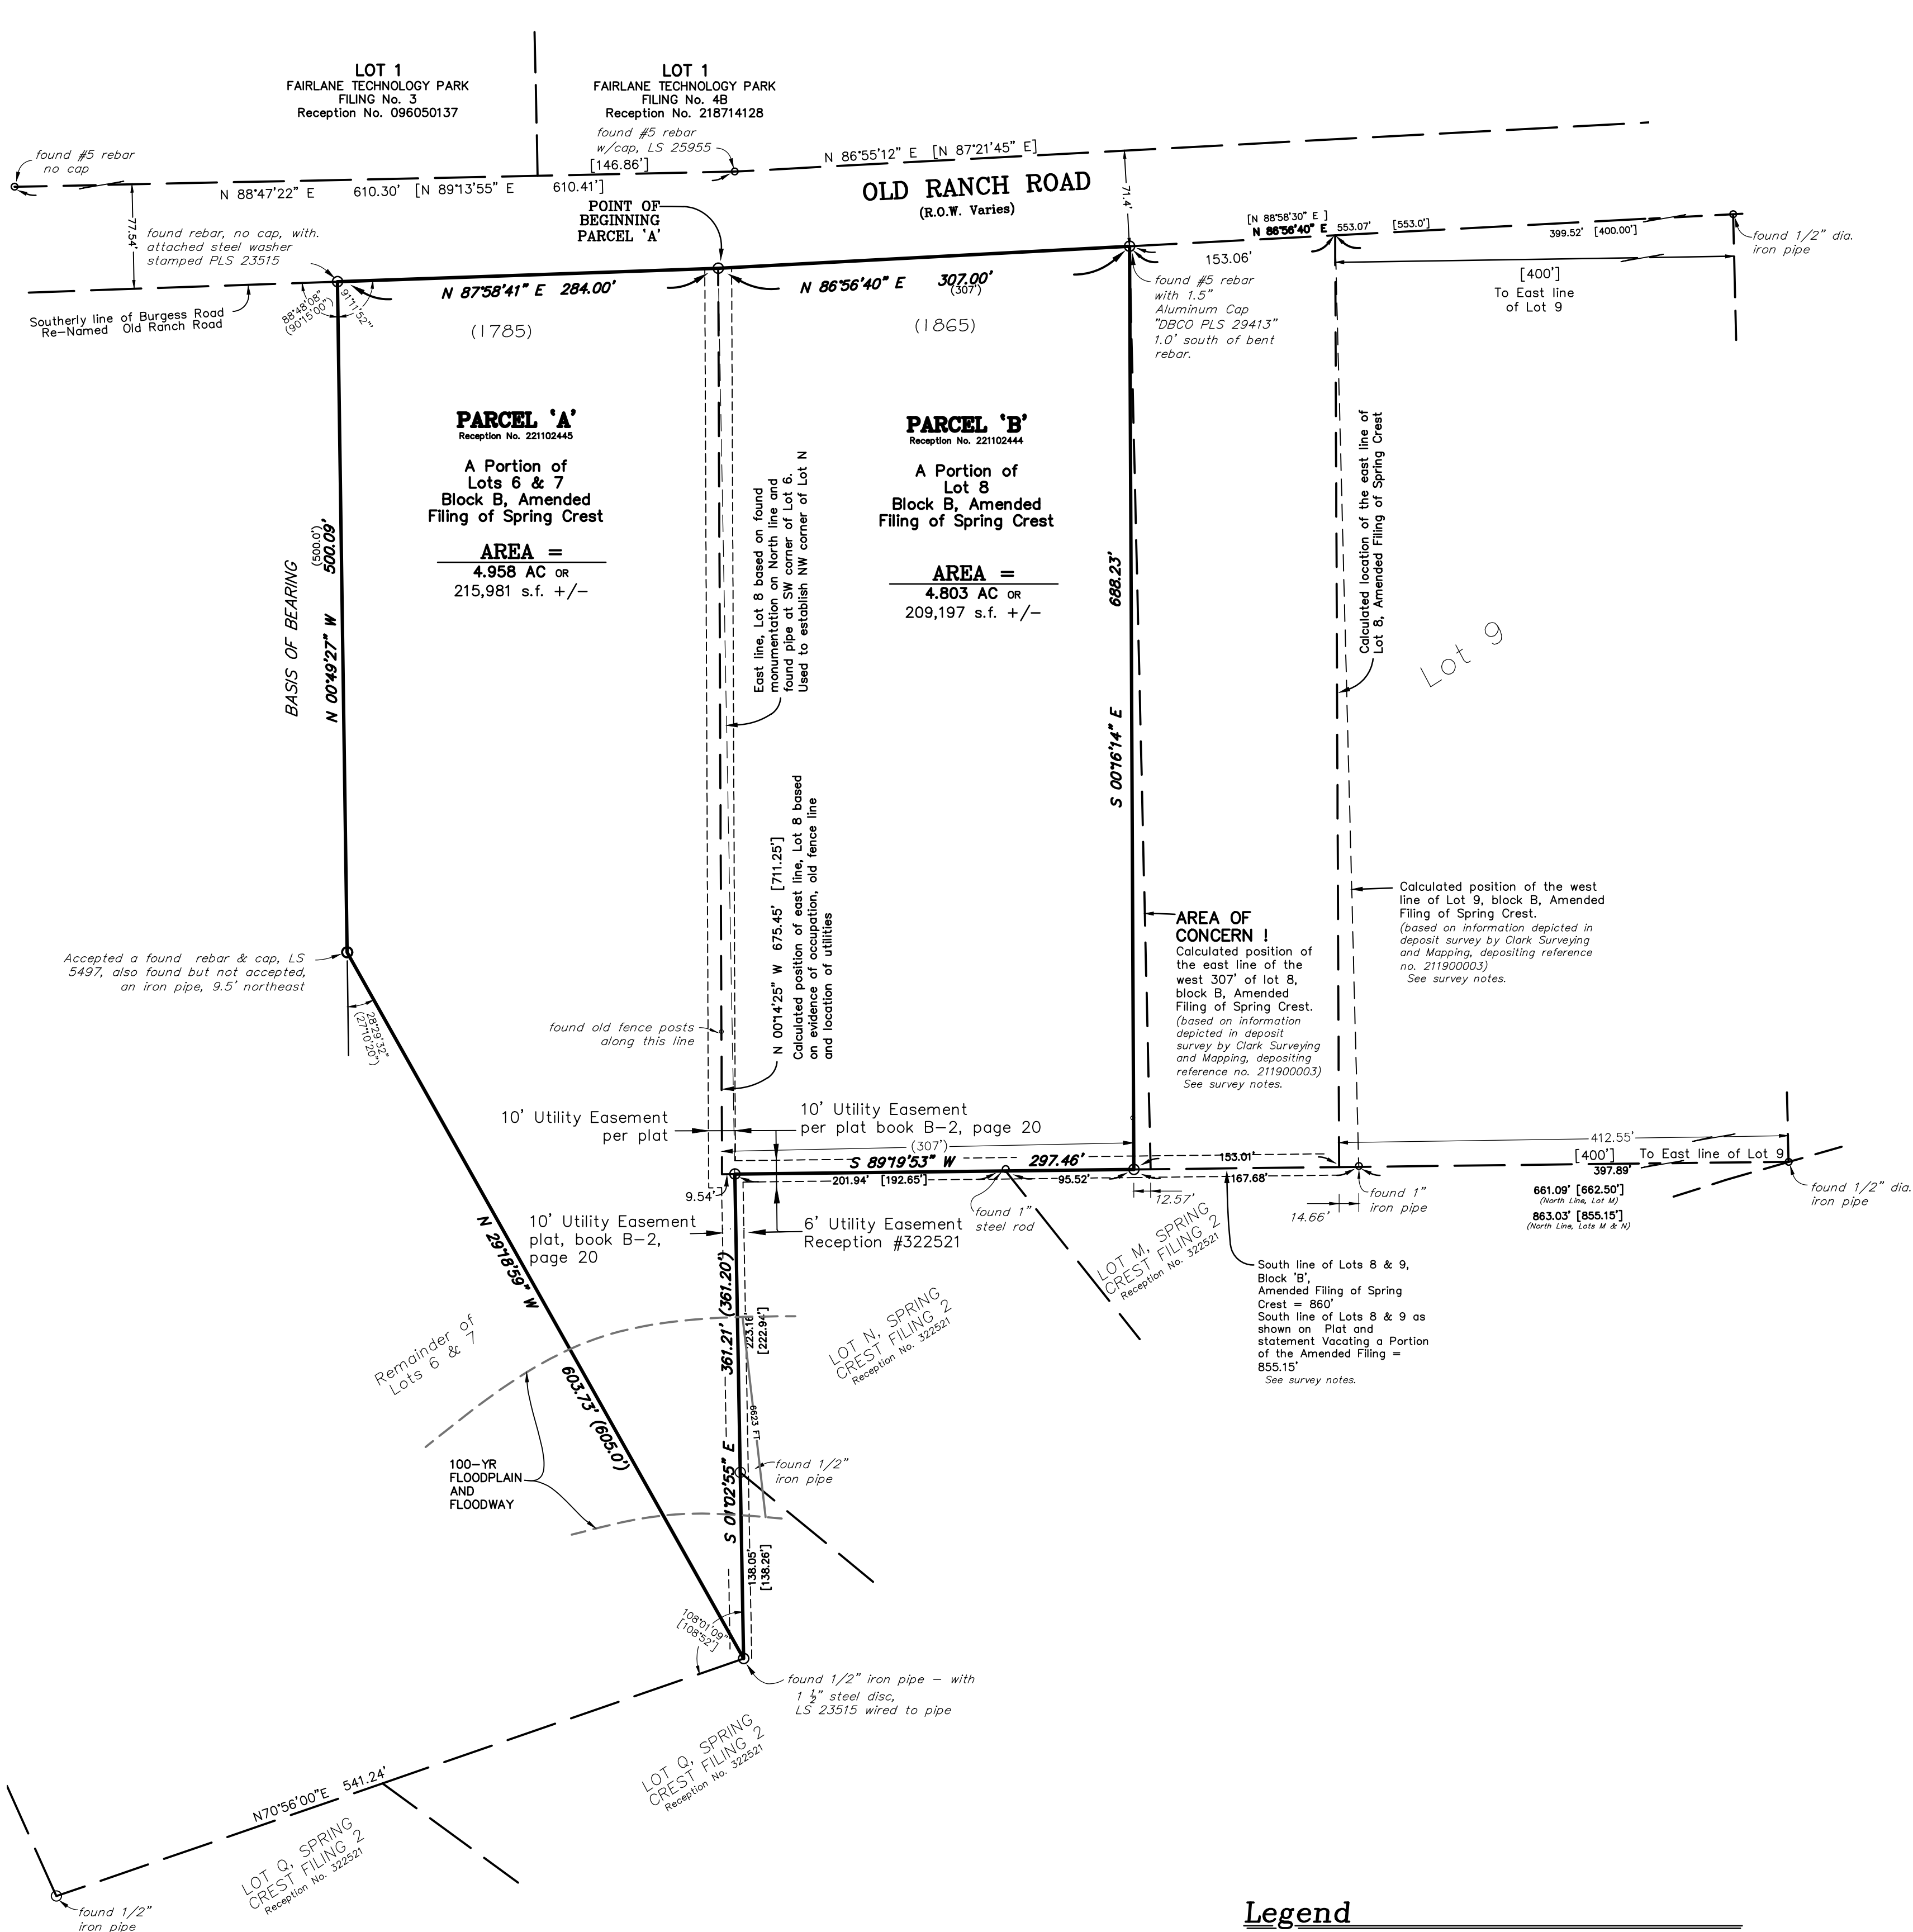 LOT 1
FAIRLANE TECHNOLOGY PARK
FILING No. 3
Reception No. 096050137
LOT 1
FAIRLANE TECHNOLOGY PARK
FILING No. 4B
Reception No. 218714128
found #5 rebar
no cap
found #5 rebar
w/cap, LS 25955
[146.86']
N 88°47'22" E 610.30' [N 89°13'55" E 610.41']
N 86°55'12" E [N 87°21'45" E]
OLD RANCH ROAD
(R.O.W. Varies)
71.4'
77.54'
found rebar, no cap, with.
attached steel washer
stamped PLS 23515
POINT OF
BEGINNING
PARCEL 'A'
[N 88°58'30" E ]
N 86°56'40" E 553.07' [553.0']
399.52' [400.00']
found 1/2" dia.
iron pipe
153.06'
[400']
To East line
of Lot 9
Southerly line of Burgess Road
Re-Named Old Ranch Road
88°48'08"
(90°15'00")
91°11'52"
N 87°58'41" E 284.00'
(1785)
N 86°56'40" E 307.00'
(307')
(1865)
found #5 rebar
with 1.5"
Aluminum Cap
"DBCO PLS 29413"
1.0' south of bent
rebar.
PARCEL 'A'
Reception No. 221102445
A Portion of
Lots 6 & 7
Block B, Amended
Filing of Spring Crest
AREA =
4.958 AC OR
215,981 s.f. +/-
PARCEL 'B'
Reception No. 221102444
A Portion of
Lot 8
Block B, Amended
Filing of Spring Crest
AREA =
4.803 AC OR
209,197 s.f. +/-
BASIS OF BEARING
N 00°49'27" W 500.09'
(500.0')
East line, Lot 8 based on found
monumentation on North line and
found pipe at SW corner of Lot 6.
Used to establish NW corner of Lot N
688.23'
S 00°16'14" E
Calculated location of the east line of
Lot 8, Amended Filing of Spring Crest
Lot 9
N 00°14'25" W 675.45' [711.25']
Calculated position of east line, Lot 8 based
on evidence of occupation, old fence line
and location of utilities
Accepted a found rebar & cap, LS
5497, also found but not accepted,
an iron pipe, 9.5' northeast
28°29'32"
(27°10'20")
found old fence posts
along this line
AREA OF
CONCERN !
Calculated position of
the east line of the
west 307' of lot 8,
block B, Amended
Filing of Spring Crest.
(based on information
depicted in deposit
survey by Clark Surveying
and Mapping, depositing
reference no. 211900003)
See survey notes.
Calculated position of the west
line of Lot 9, block B, Amended
Filing of Spring Crest.
(based on information depicted in
deposit survey by Clark Surveying
and Mapping, depositing reference
no. 211900003)
See survey notes.
10' Utility Easement
per plat
10' Utility Easement
per plat book B-2, page 20
(307')
S 89°19'53" W 297.46'
201.94' [192.65']
95.52'
153.01'
167.68'
12.57'
14.66'
412.55'
[400'] To East line of Lot 9
397.89'
661.09' [662.50']
(North Line, Lot M)
863.03' [855.15']
(North Line, Lots M & N)
found 1/2" dia.
iron pipe
found 1"
iron pipe
found 1"
steel rod
9.54'
10' Utility Easement
plat, book B-2,
page 20
6' Utility Easement
Reception #322521
LOT M, SPRING
CREST FILING 2
Reception No. 322521
South line of Lots 8 & 9,
Block 'B',
Amended Filing of Spring
Crest = 860'
South line of Lots 8 & 9 as
shown on Plat and
statement Vacating a Portion
of the Amended Filing =
855.15'
See survey notes.
LOT N, SPRING
CREST FILING 2
Reception No. 322521
N 29°18'59" W
603.73' (605.0')
Remainder of
Lots 6 & 7
S 01°02'55" E 361.21' (361.20')
223.16'
[222.94']
6623 FT
100-YR
FLOODPLAIN
AND
FLOODWAY
found 1/2"
iron pipe
138.05'
[138.26']
108°01'09"
[108°52']
found 1/2" iron pipe - with
1 1/2" steel disc,
LS 23515 wired to pipe
LOT Q, SPRING
CREST FILING 2
Reception No. 322521
N70°56'00"E 541.24'
LOT Q, SPRING
CREST FILING 2
Reception No. 322521
found 1/2"
iron pipe
Legend